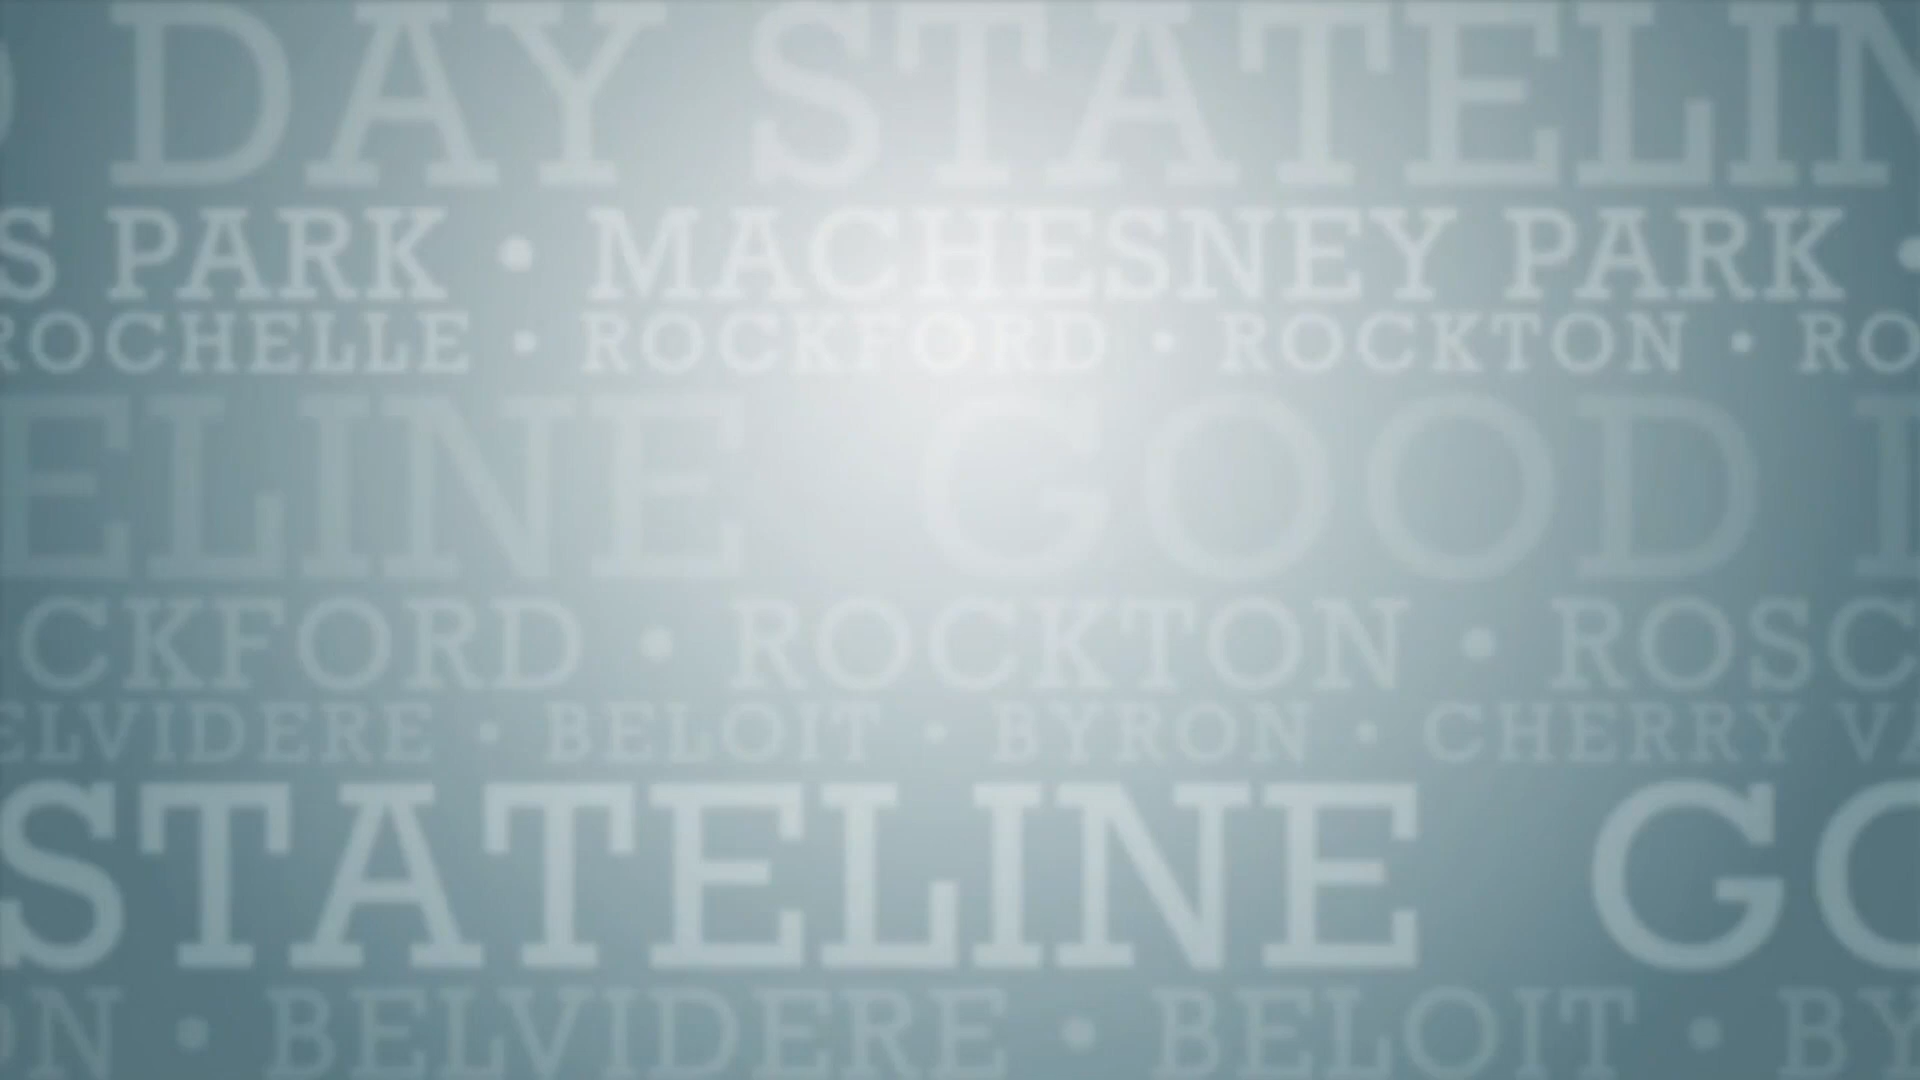 DAY STATELIN
S PARK • MACHESNEY PARK •
ROCHELLE • ROCKFORD • ROCKTON • RO
ELINE GOOD D
CKFORD • ROCKTON • ROSC
ELVIDERE • BELOIT • BYRON • CHERRY VA
STATELINE GO
ON • BELVIDERE • BELOIT • BY